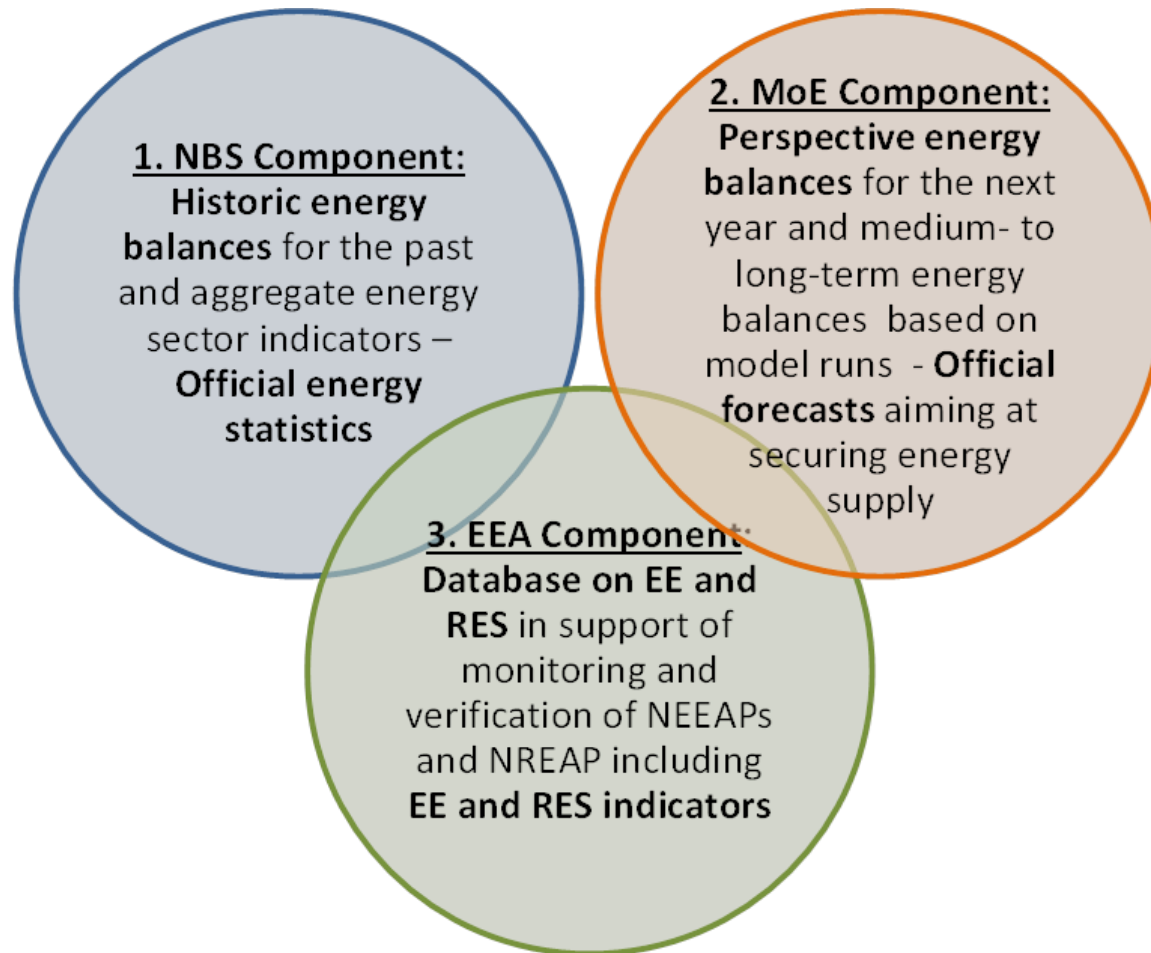 1. NBS Component:
Historic energy
balances for the past
and aggregate energy
sector indicators –
Official energy
statistics
2. MoE Component:
Perspective energy
balances for the next
year and medium- to
long-term energy
balances  based on
model runs  - Official
forecasts aiming at
securing energy
supply
3. EEA Component:
Database on EE and
RES in support of
monitoring and
verification of NEEAPs
and NREAP including
EE and RES indicators